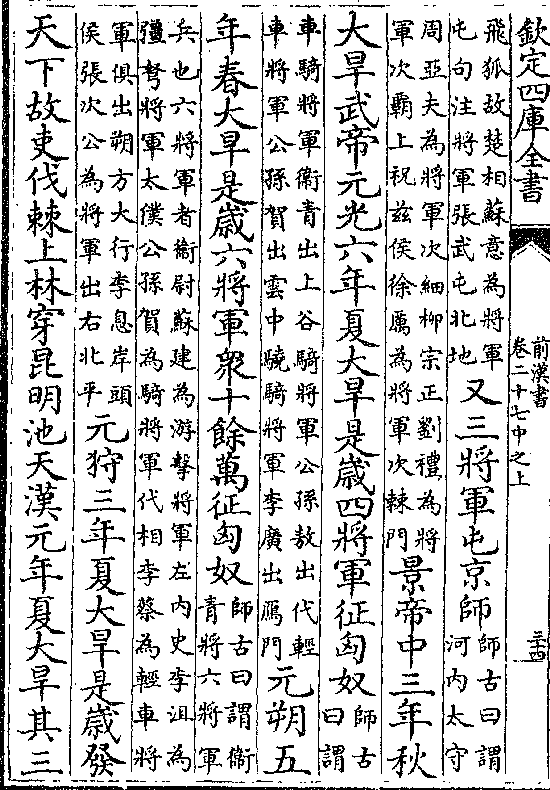 欽定四庫全書
前漢書
卷二十七中之上
三十四
飛狐故楚相蘇意為將軍
屯句注將軍張武屯北地
又三將軍屯京師
師古曰謂
河內太守
周亞夫為將軍次細柳宗正劉禮為將
軍次霸上祝茲侯徐厲為將軍次棘門
景帝中三年秋
大旱武帝元光六年夏大旱是歲四將軍征匈奴
師古
曰謂
車騎將軍衛青出上谷騎將軍公孫敖出代輕
車將軍公孫賀出雲中驍騎將軍李廣出鴈門
元朔五
年春大旱是歲六將軍衆十餘萬征匈奴
師古曰謂衛
青將六將軍
兵也六將軍者衛尉蘇建為游擊將軍左內史李沮為
彊弩將軍太僕公孫賀為騎將軍代相李蔡為輕車將
軍俱出朔方大行李息岸頭
侯張次公為將軍出右北平
元狩三年夏大旱是歲發
天下故吏伐棘上林穿昆明池天漢元年夏大旱其三